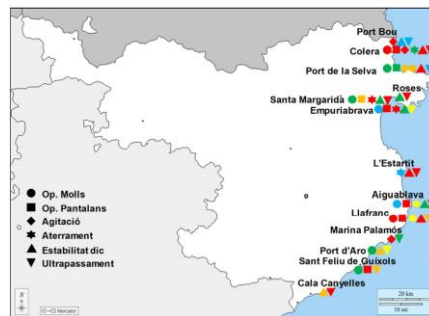 Port Bou
Colera
Port de la Selva
Roses
Santa Margarida
Empuriabrava
L'Estartit
Aiguablava
Llafranc
Marina Palamós
Port d'Aro
Sant Feliu de Guíxols
Cala Canyelles
Op. Molls
Op. Pantalans
Agitació
Aterrament
Estabilitat dic
Ultrapassament
Mercator
20 km
10 mi